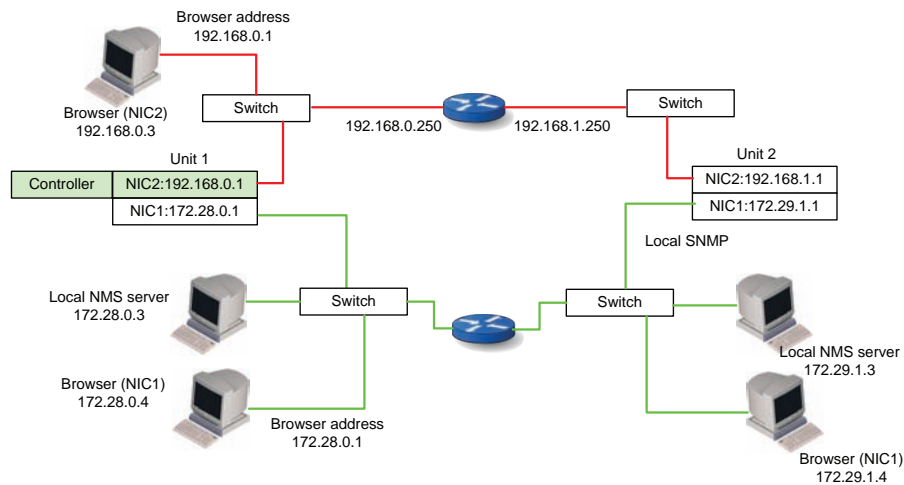 Browser address
192.168.0.1
Browser (NIC2)
192.168.0.3
Switch
192.168.0.250
192.168.1.250
Switch
Unit 1
Controller
NIC2:192.168.0.1
NIC1:172.28.0.1
Unit 2
NIC2:192.168.1.1
NIC1:172.29.1.1
Local SNMP
Local NMS server
172.28.0.3
Switch
Switch
Local NMS server
172.29.1.3
Browser (NIC1)
172.28.0.4
Browser address
172.28.0.1
Browser (NIC1)
172.29.1.4